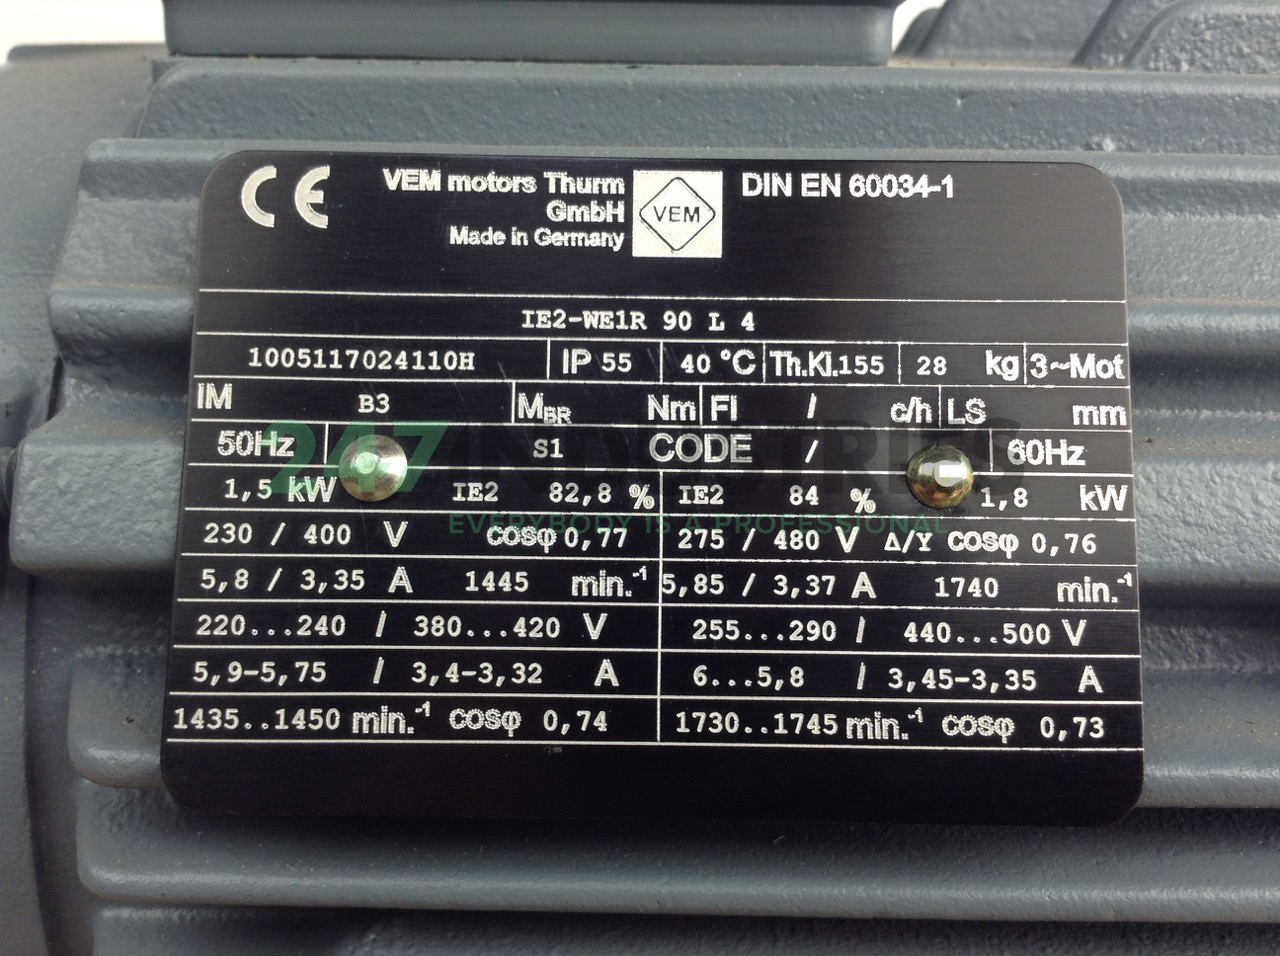 CE VEM motors Thurm GmbH Made in Germany VEM DIN EN 60034-1
IE2-WE1R 90 L 4
1005117024110H IP 55 40 °C Th.Kl.155 28 kg 3~Mot
IM B3 MBR Nm FI / c/h LS mm
50Hz S1 CODE / 60Hz
247 INDUSTRIES
1,5 kW IE2 82,8 % IE2 84 % 1,8 kW
EVERYBODY IS A PROFESSIONAL
230 / 400 V cosφ 0,77 275 / 480 V Δ/Y cosφ 0,76
5,8 / 3,35 A 1445 min.-1 5,85 / 3,37 A 1740 min.-1
220...240 / 380...420 V 255...290 / 440...500 V
5,9-5,75 / 3,4-3,32 A 6...5,8 / 3,45-3,35 A
1435..1450 min.-1 cosφ 0,74 1730..1745 min.-1 cosφ 0,73